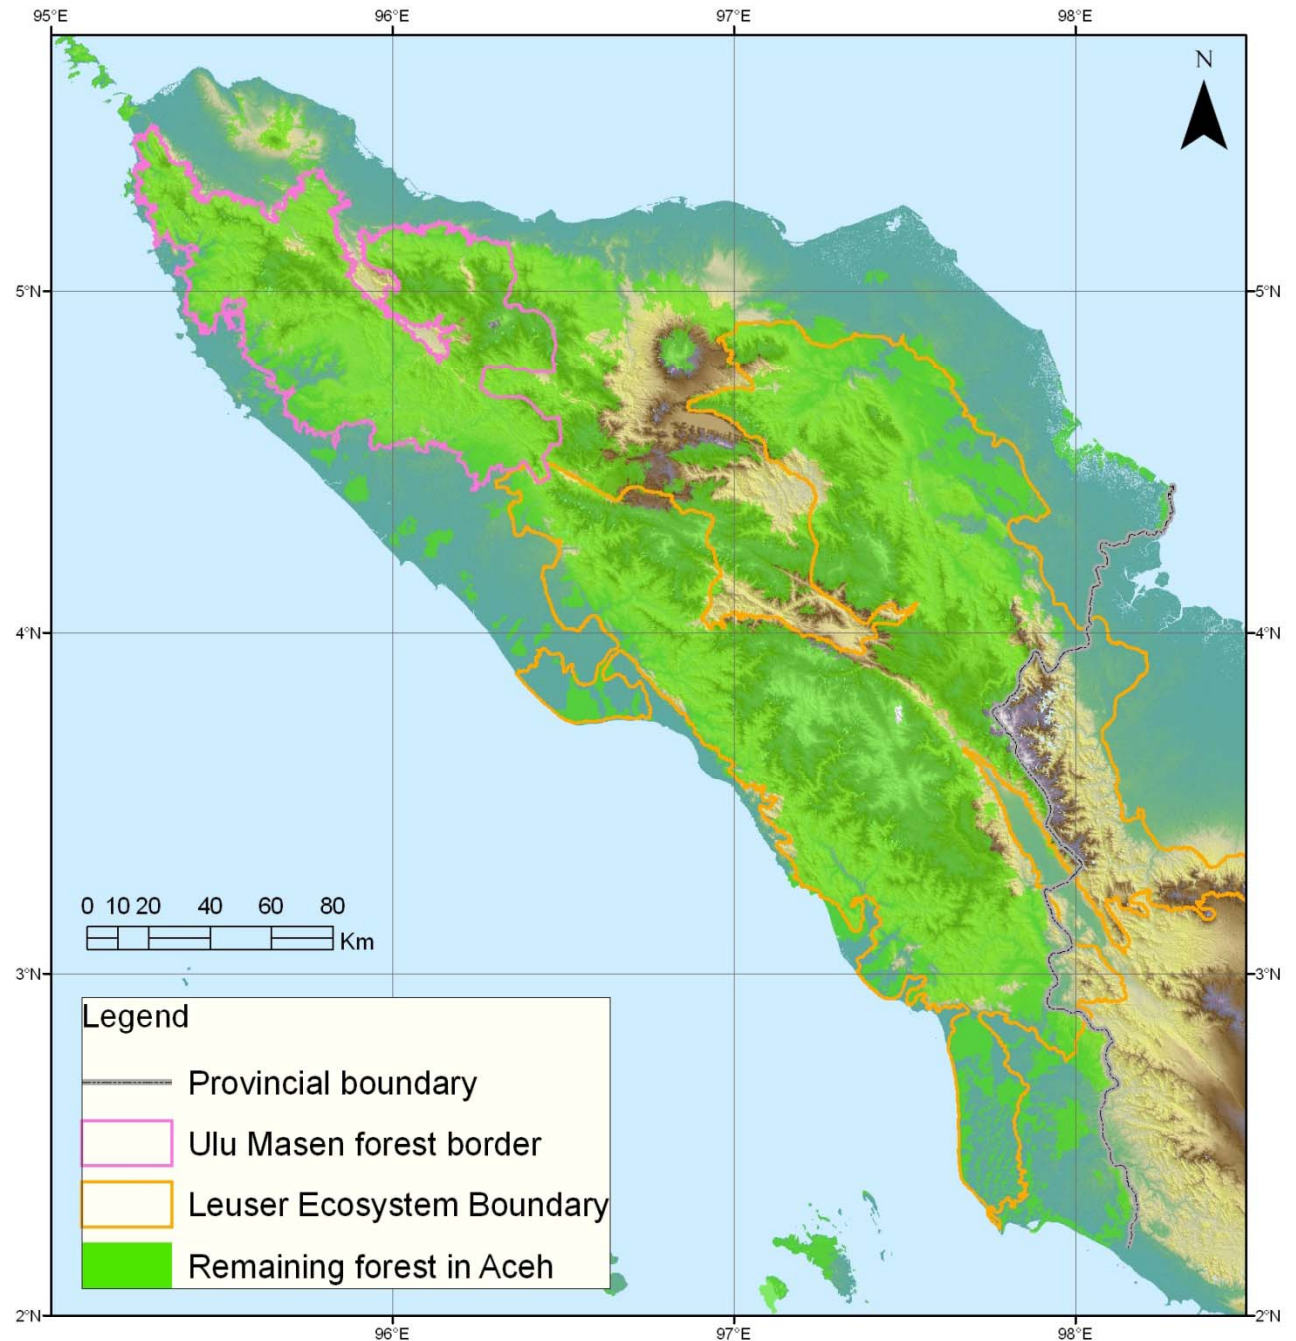 95°E 96°E 97°E 98°E
N
5°N 5°N
4°N 4°N
0 10 20 40 60 80
Km
3°N 3°N
Legend
Provincial boundary
Ulu Masen forest border
Leuser Ecosystem Boundary
Remaining forest in Aceh
2°N 2°N
96°E 97°E 98°E